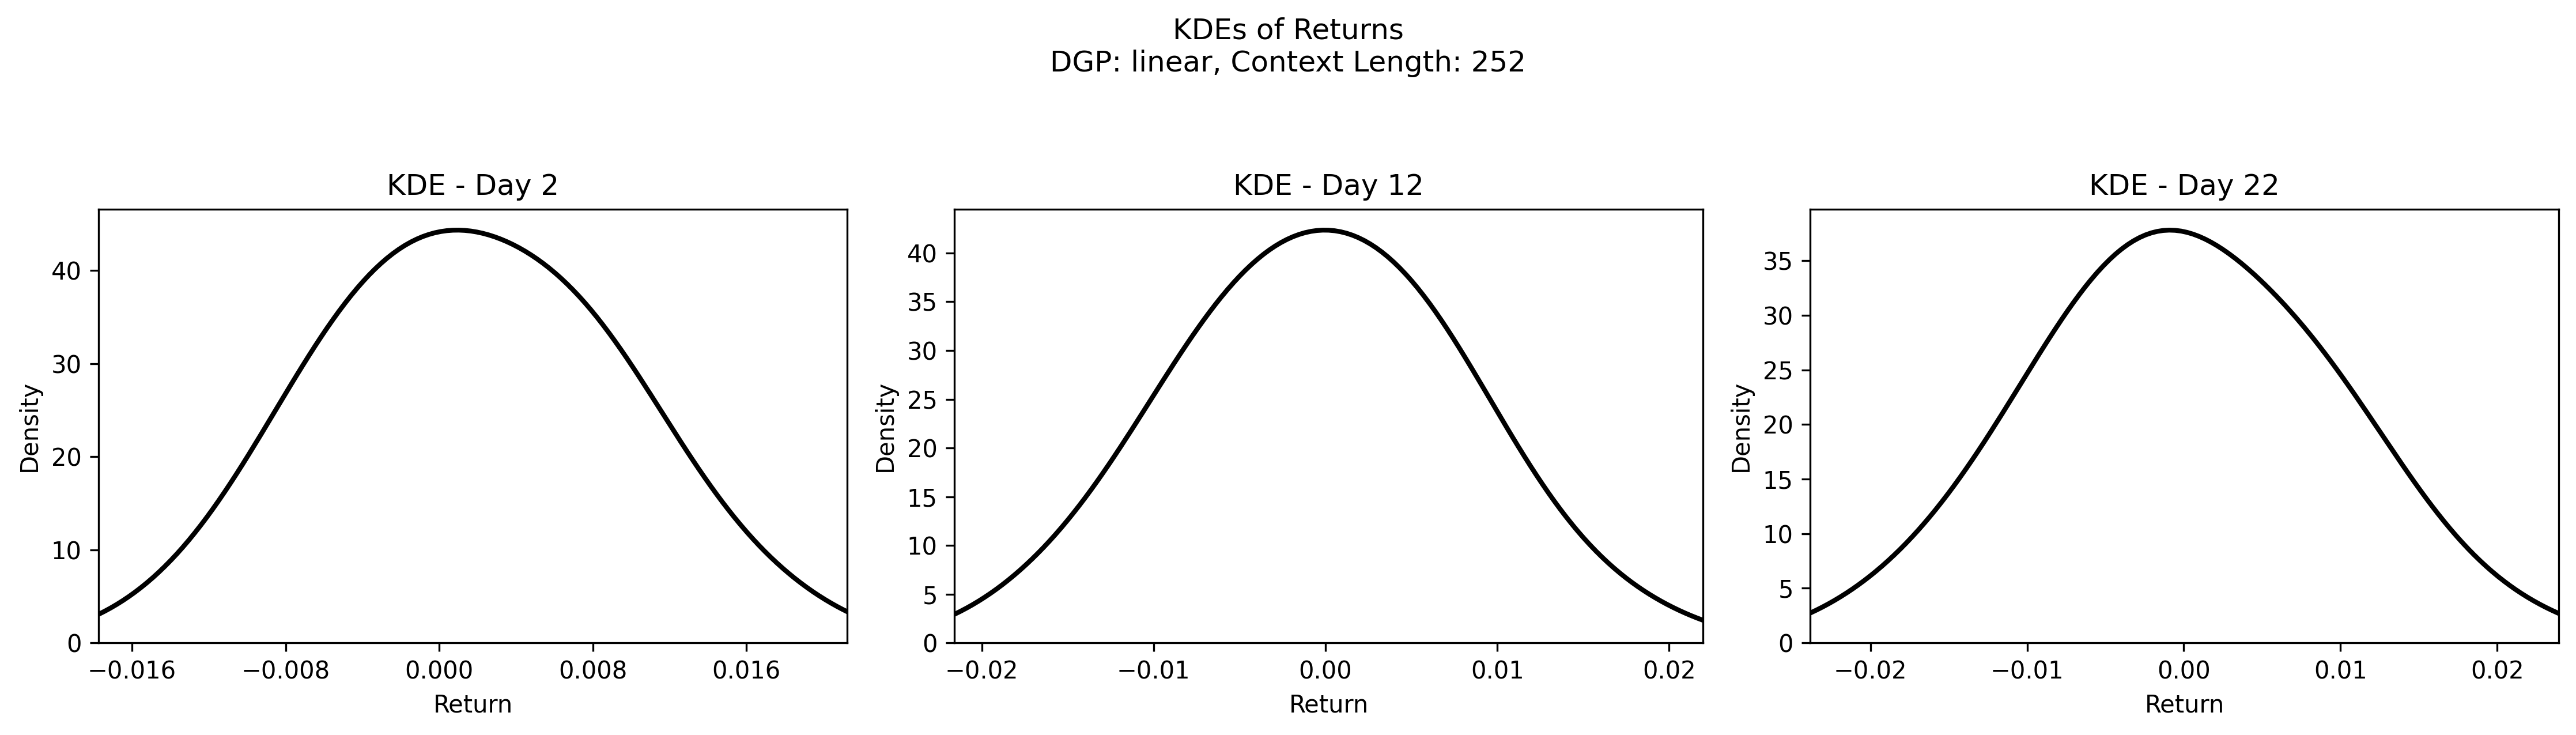 KDEs of Returns
DGP: linear, Context Length: 252
KDE - Day 2
40
30
20
10
0
Density
−0.016 −0.008 0.000 0.008 0.016
Return
KDE - Day 12
40
35
30
25
20
15
10
5
0
Density
−0.02 −0.01 0.00 0.01 0.02
Return
KDE - Day 22
35
30
25
20
15
10
5
0
Density
−0.02 −0.01 0.00 0.01 0.02
Return